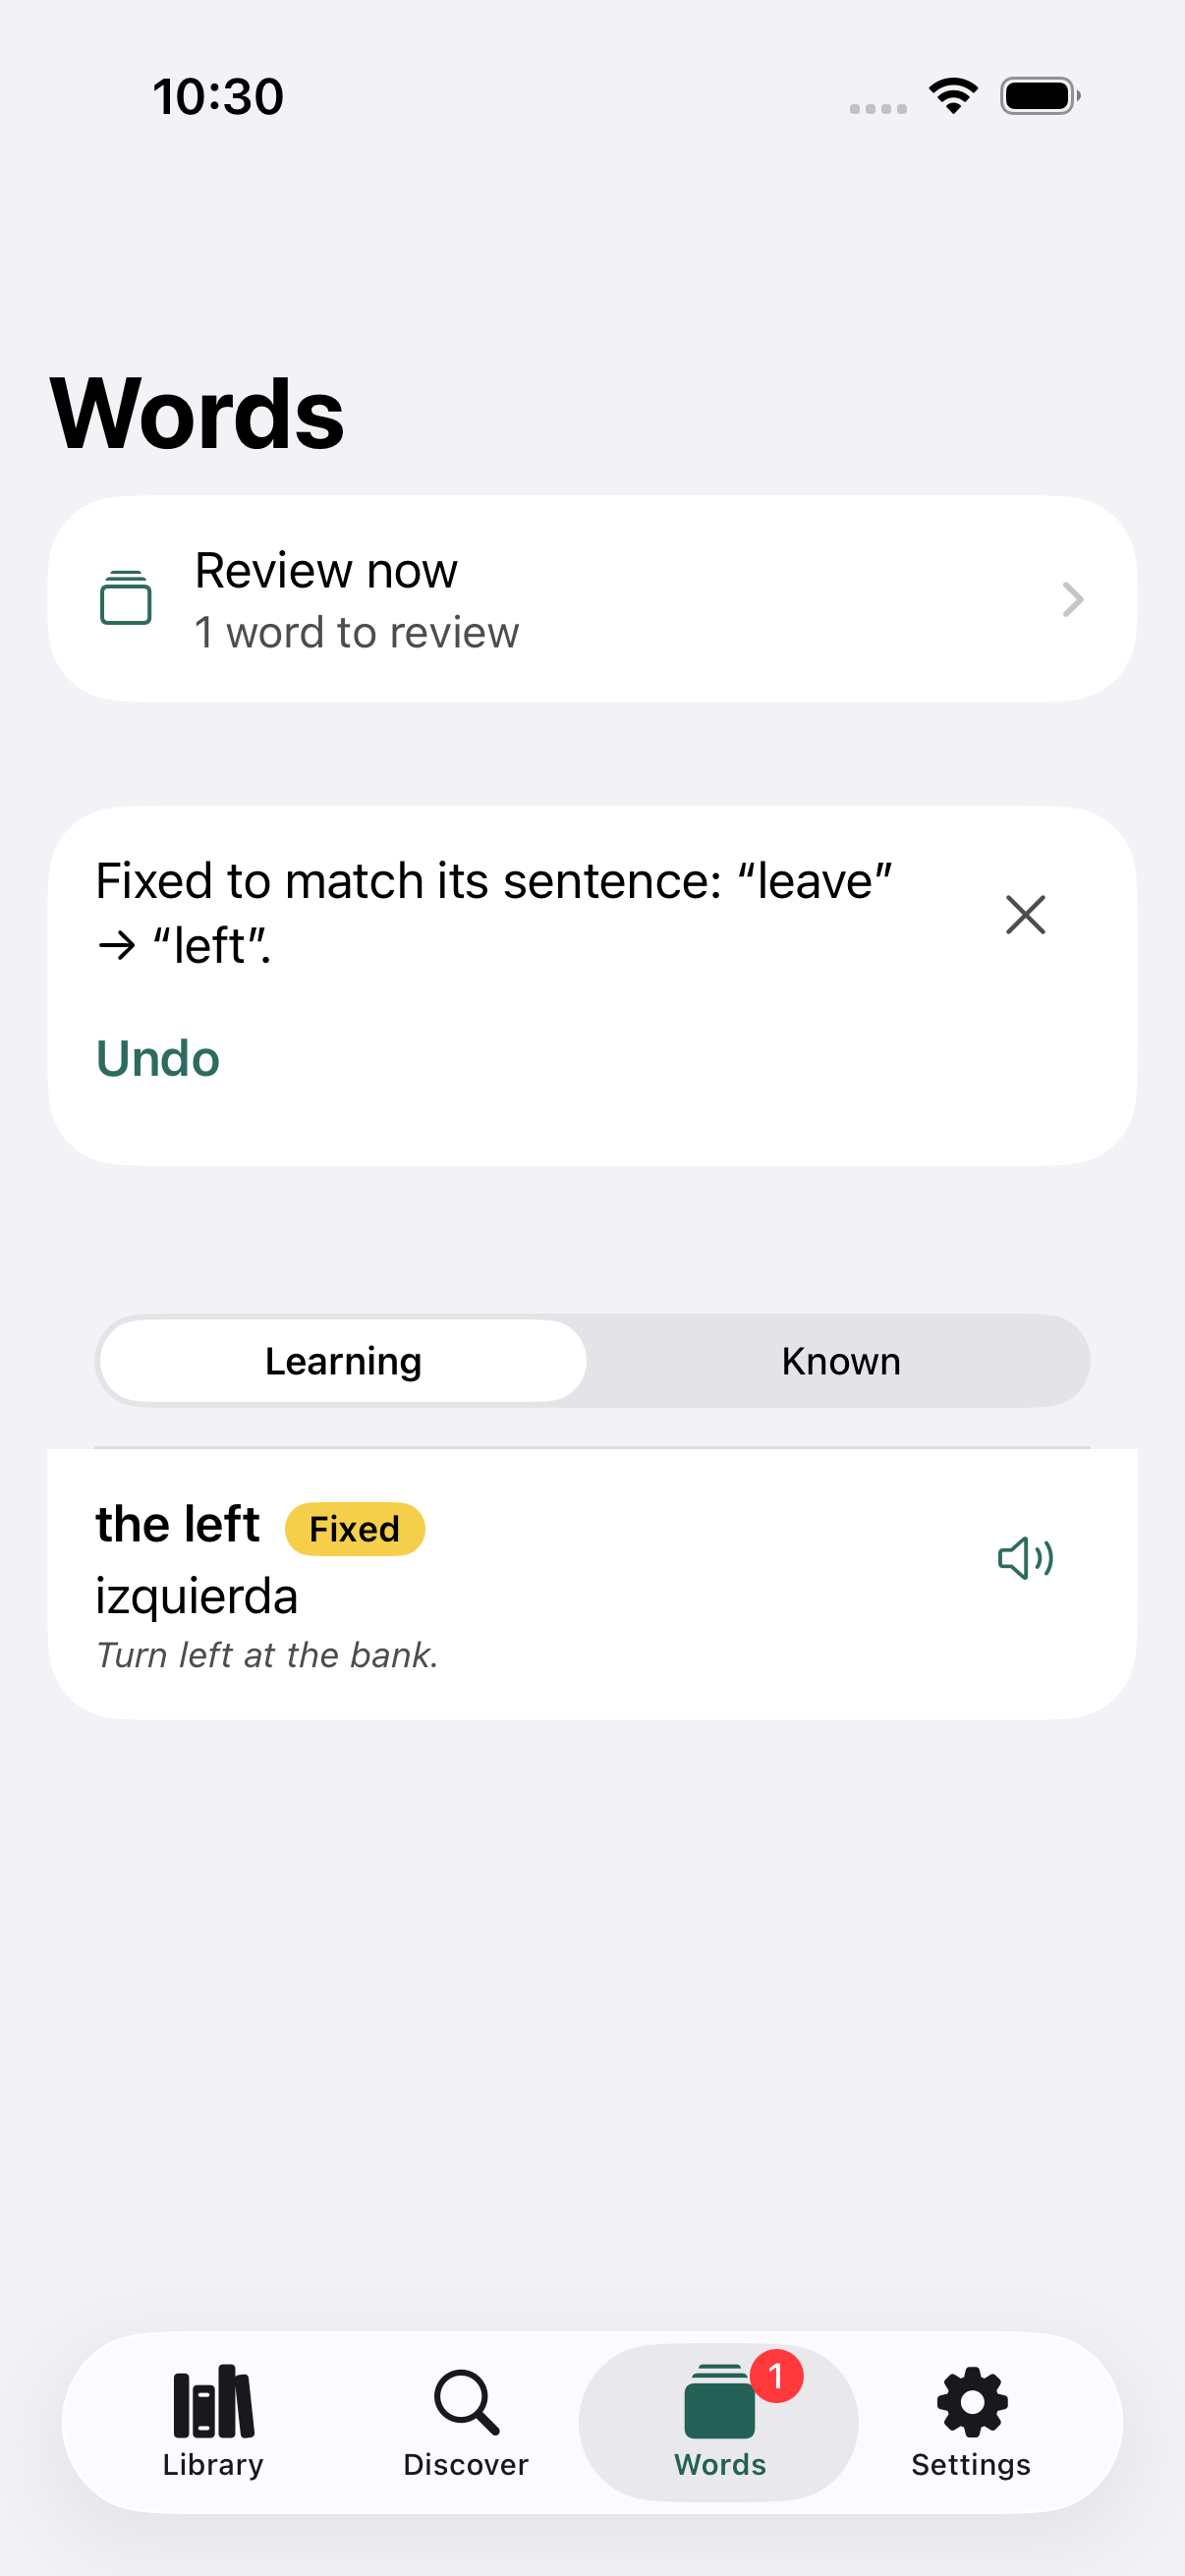 10:30
Words
Review now
1 word to review
Fixed to match its sentence: “leave”
→ “left”.
Undo
Learning
Known
the left
Fixed
izquierda
Turn left at the bank.
1
Library
Discover
Words
Settings